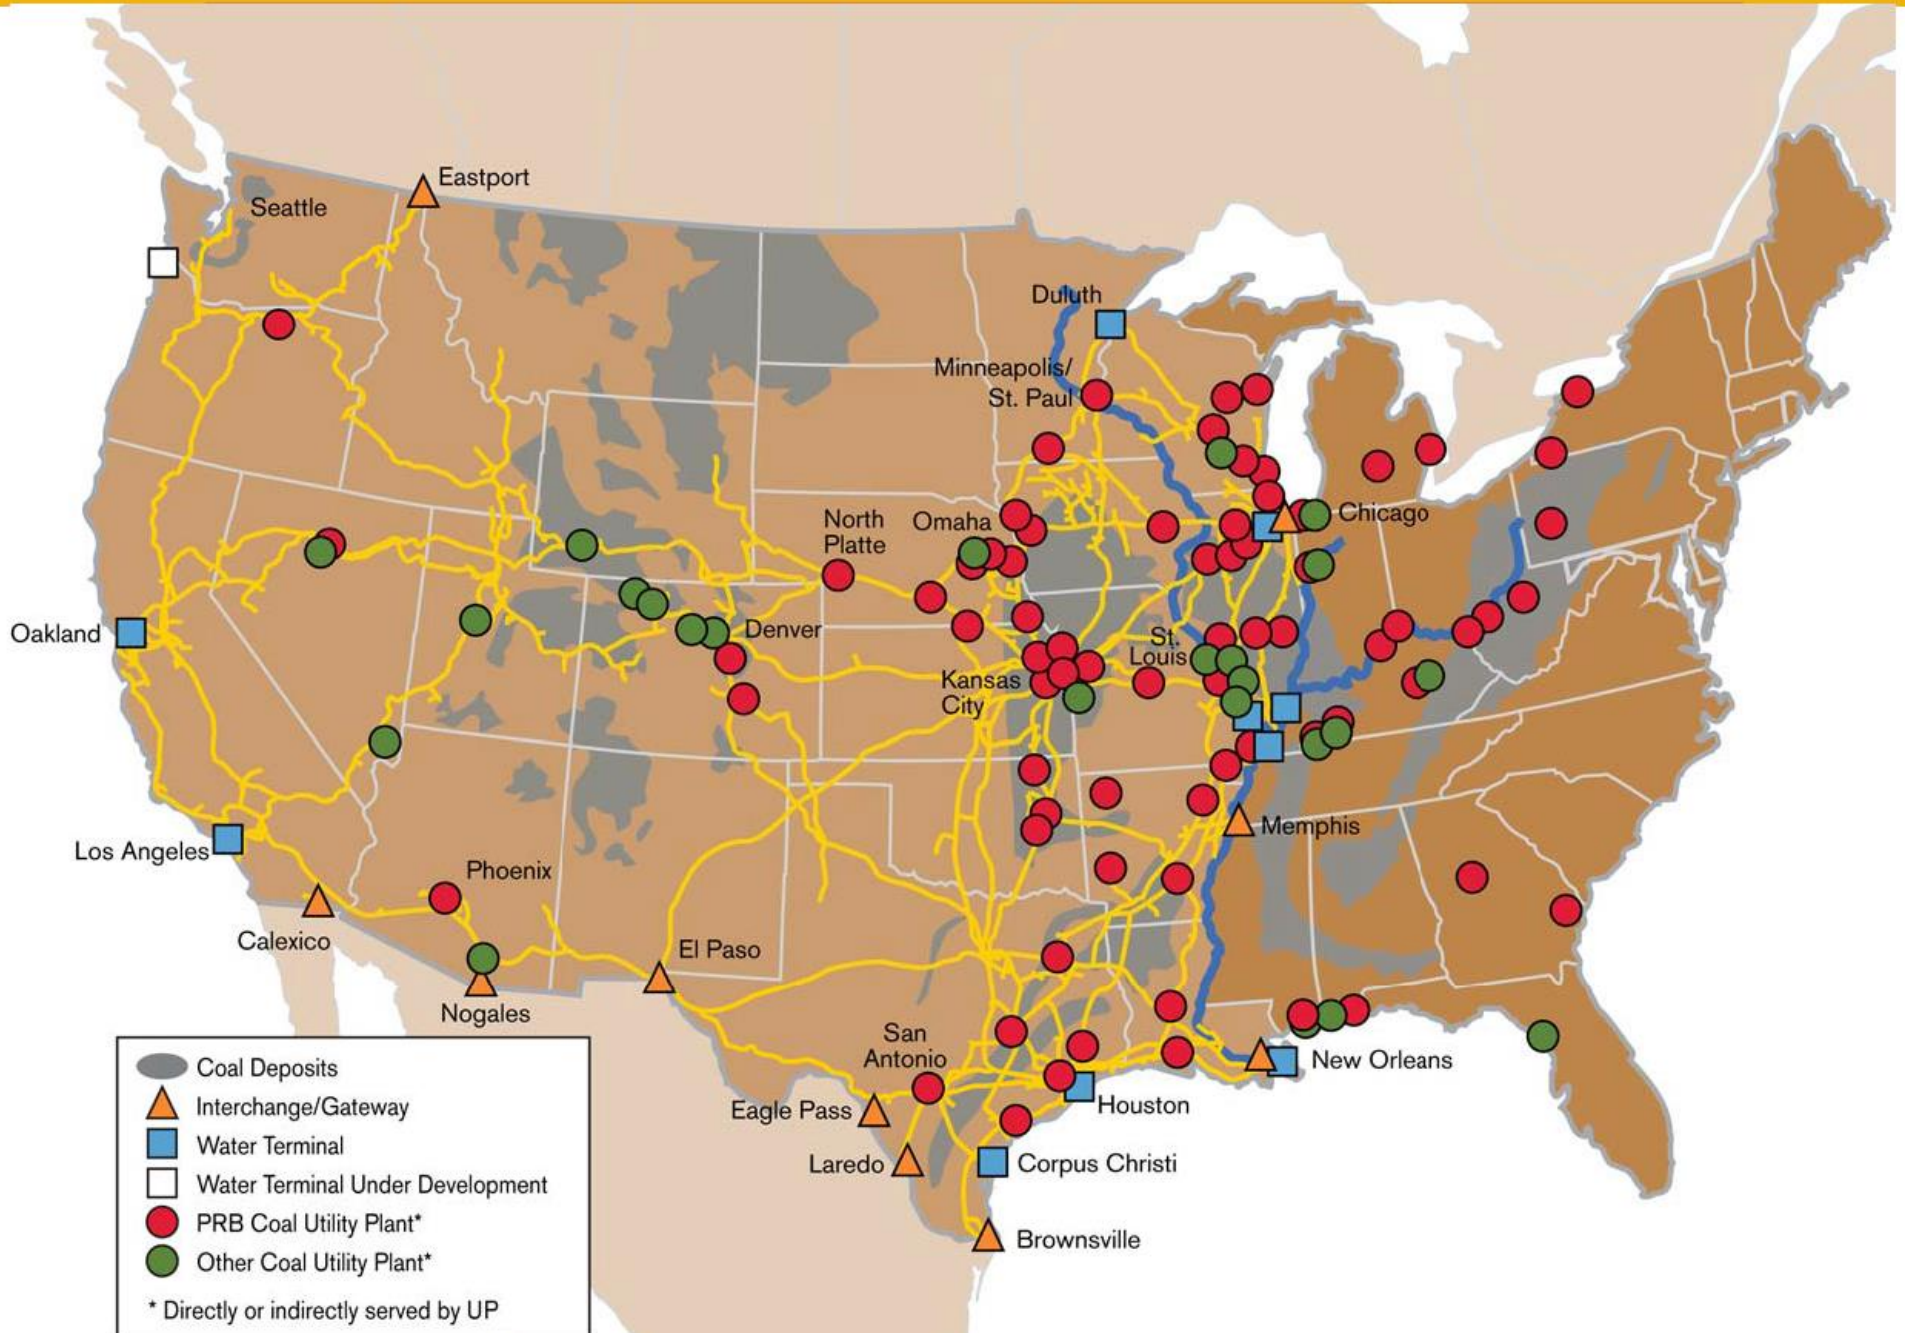 Eastport
Seattle
Duluth
Minneapolis/
St. Paul
Chicago
North
Platte
Omaha
Oakland
Denver
St.
Louis
Kansas
City
Los Angeles
Memphis
Phoenix
Calexico
El Paso
Nogales
San
Antonio
New Orleans
Eagle Pass
Houston
Laredo
Corpus Christi
Brownsville
Coal Deposits
Interchange/Gateway
Water Terminal
Water Terminal Under Development
PRB Coal Utility Plant*
Other Coal Utility Plant*
* Directly or indirectly served by UP